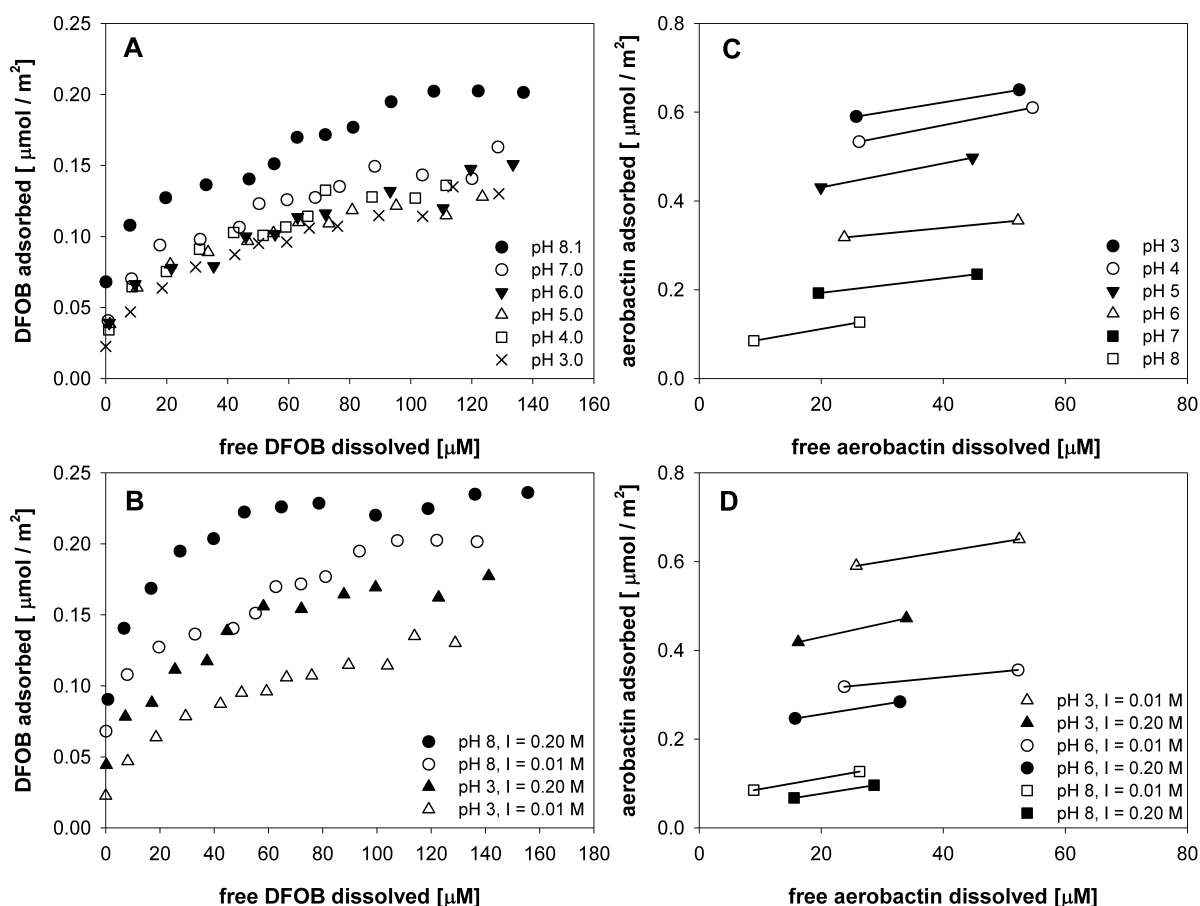 A
DFOB adsorbed [ μmol / m²]
0.25
0.20
0.15
0.10
0.05
0.00
pH 8.1
pH 7.0
pH 6.0
pH 5.0
pH 4.0
pH 3.0
0 20 40 60 80 100 120 140 160
free DFOB dissolved [μM]
C
aerobactin adsorbed [ μmol / m²]
0.8
0.6
0.4
0.2
0.0
pH 3
pH 4
pH 5
pH 6
pH 7
pH 8
0 20 40 60 80
free aerobactin dissolved [μM]
B
DFOB adsorbed [ μmol / m²]
0.25
0.20
0.15
0.10
0.05
0.00
pH 8, I = 0.20 M
pH 8, I = 0.01 M
pH 3, I = 0.20 M
pH 3, I = 0.01 M
0 20 40 60 80 100 120 140 160 180
free DFOB dissolved [μM]
D
aerobactin adsorbed [ μmol / m²]
0.8
0.6
0.4
0.2
0.0
pH 3, I = 0.01 M
pH 3, I = 0.20 M
pH 6, I = 0.01 M
pH 6, I = 0.20 M
pH 8, I = 0.01 M
pH 8, I = 0.20 M
0 20 40 60 80
free aerobactin dissolved [μM]